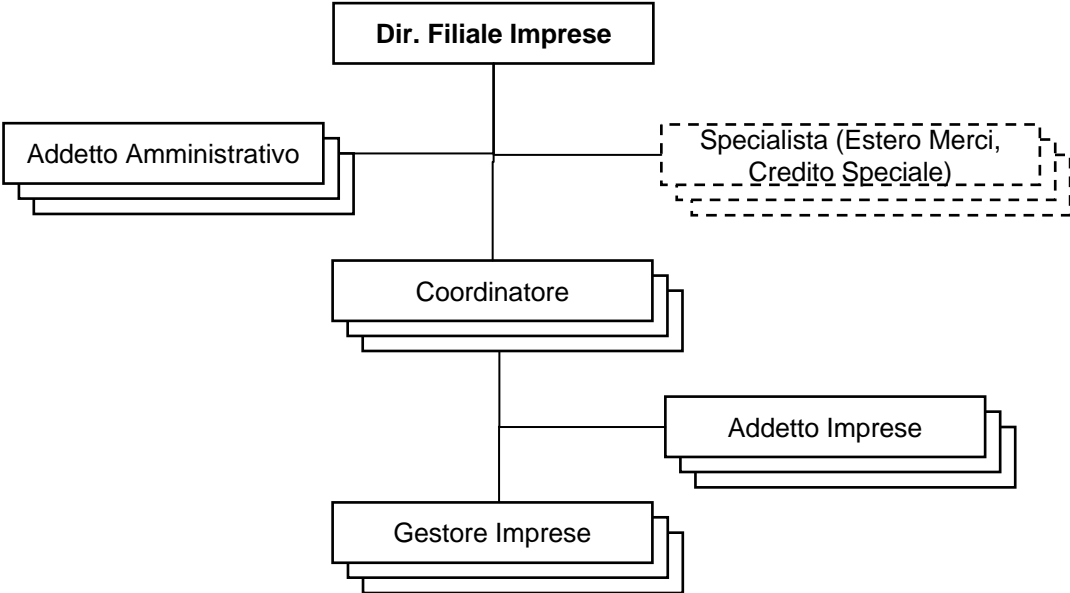 Dir. Filiale Imprese
Addetto Amministrativo
Specialista (Estero Merci,
Credito Speciale)
Coordinatore
Addetto Imprese
Gestore Imprese